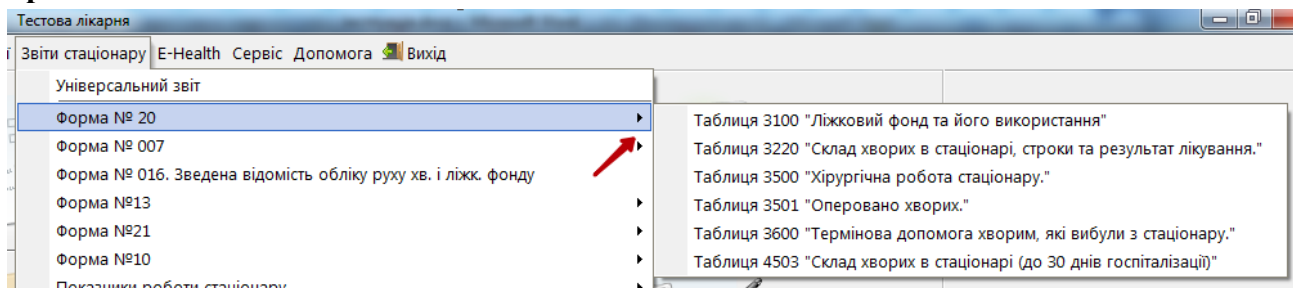 Тестова лікарня
Звіти стаціонару E-Health Сервіс Допомога Вихід
Універсальний звіт
Форма № 20
Форма № 007
Форма № 016. Зведена відомість обліку руху хв. і ліжк. фонду
Форма №13
Форма №21
Форма №10
Показники роботи стаціонару
Таблиця 3100 "Ліжковий фонд та його використання"
Таблиця 3220 "Склад хворих в стаціонарі, строки та результат лікування."
Таблиця 3500 "Хірургічна робота стаціонару."
Таблиця 3501 "Оперовано хворих."
Таблиця 3600 "Термінова допомога хворим, які вибули з стаціонару."
Таблиця 4503 "Склад хворих в стаціонарі (до 30 днів госпіталізації)"